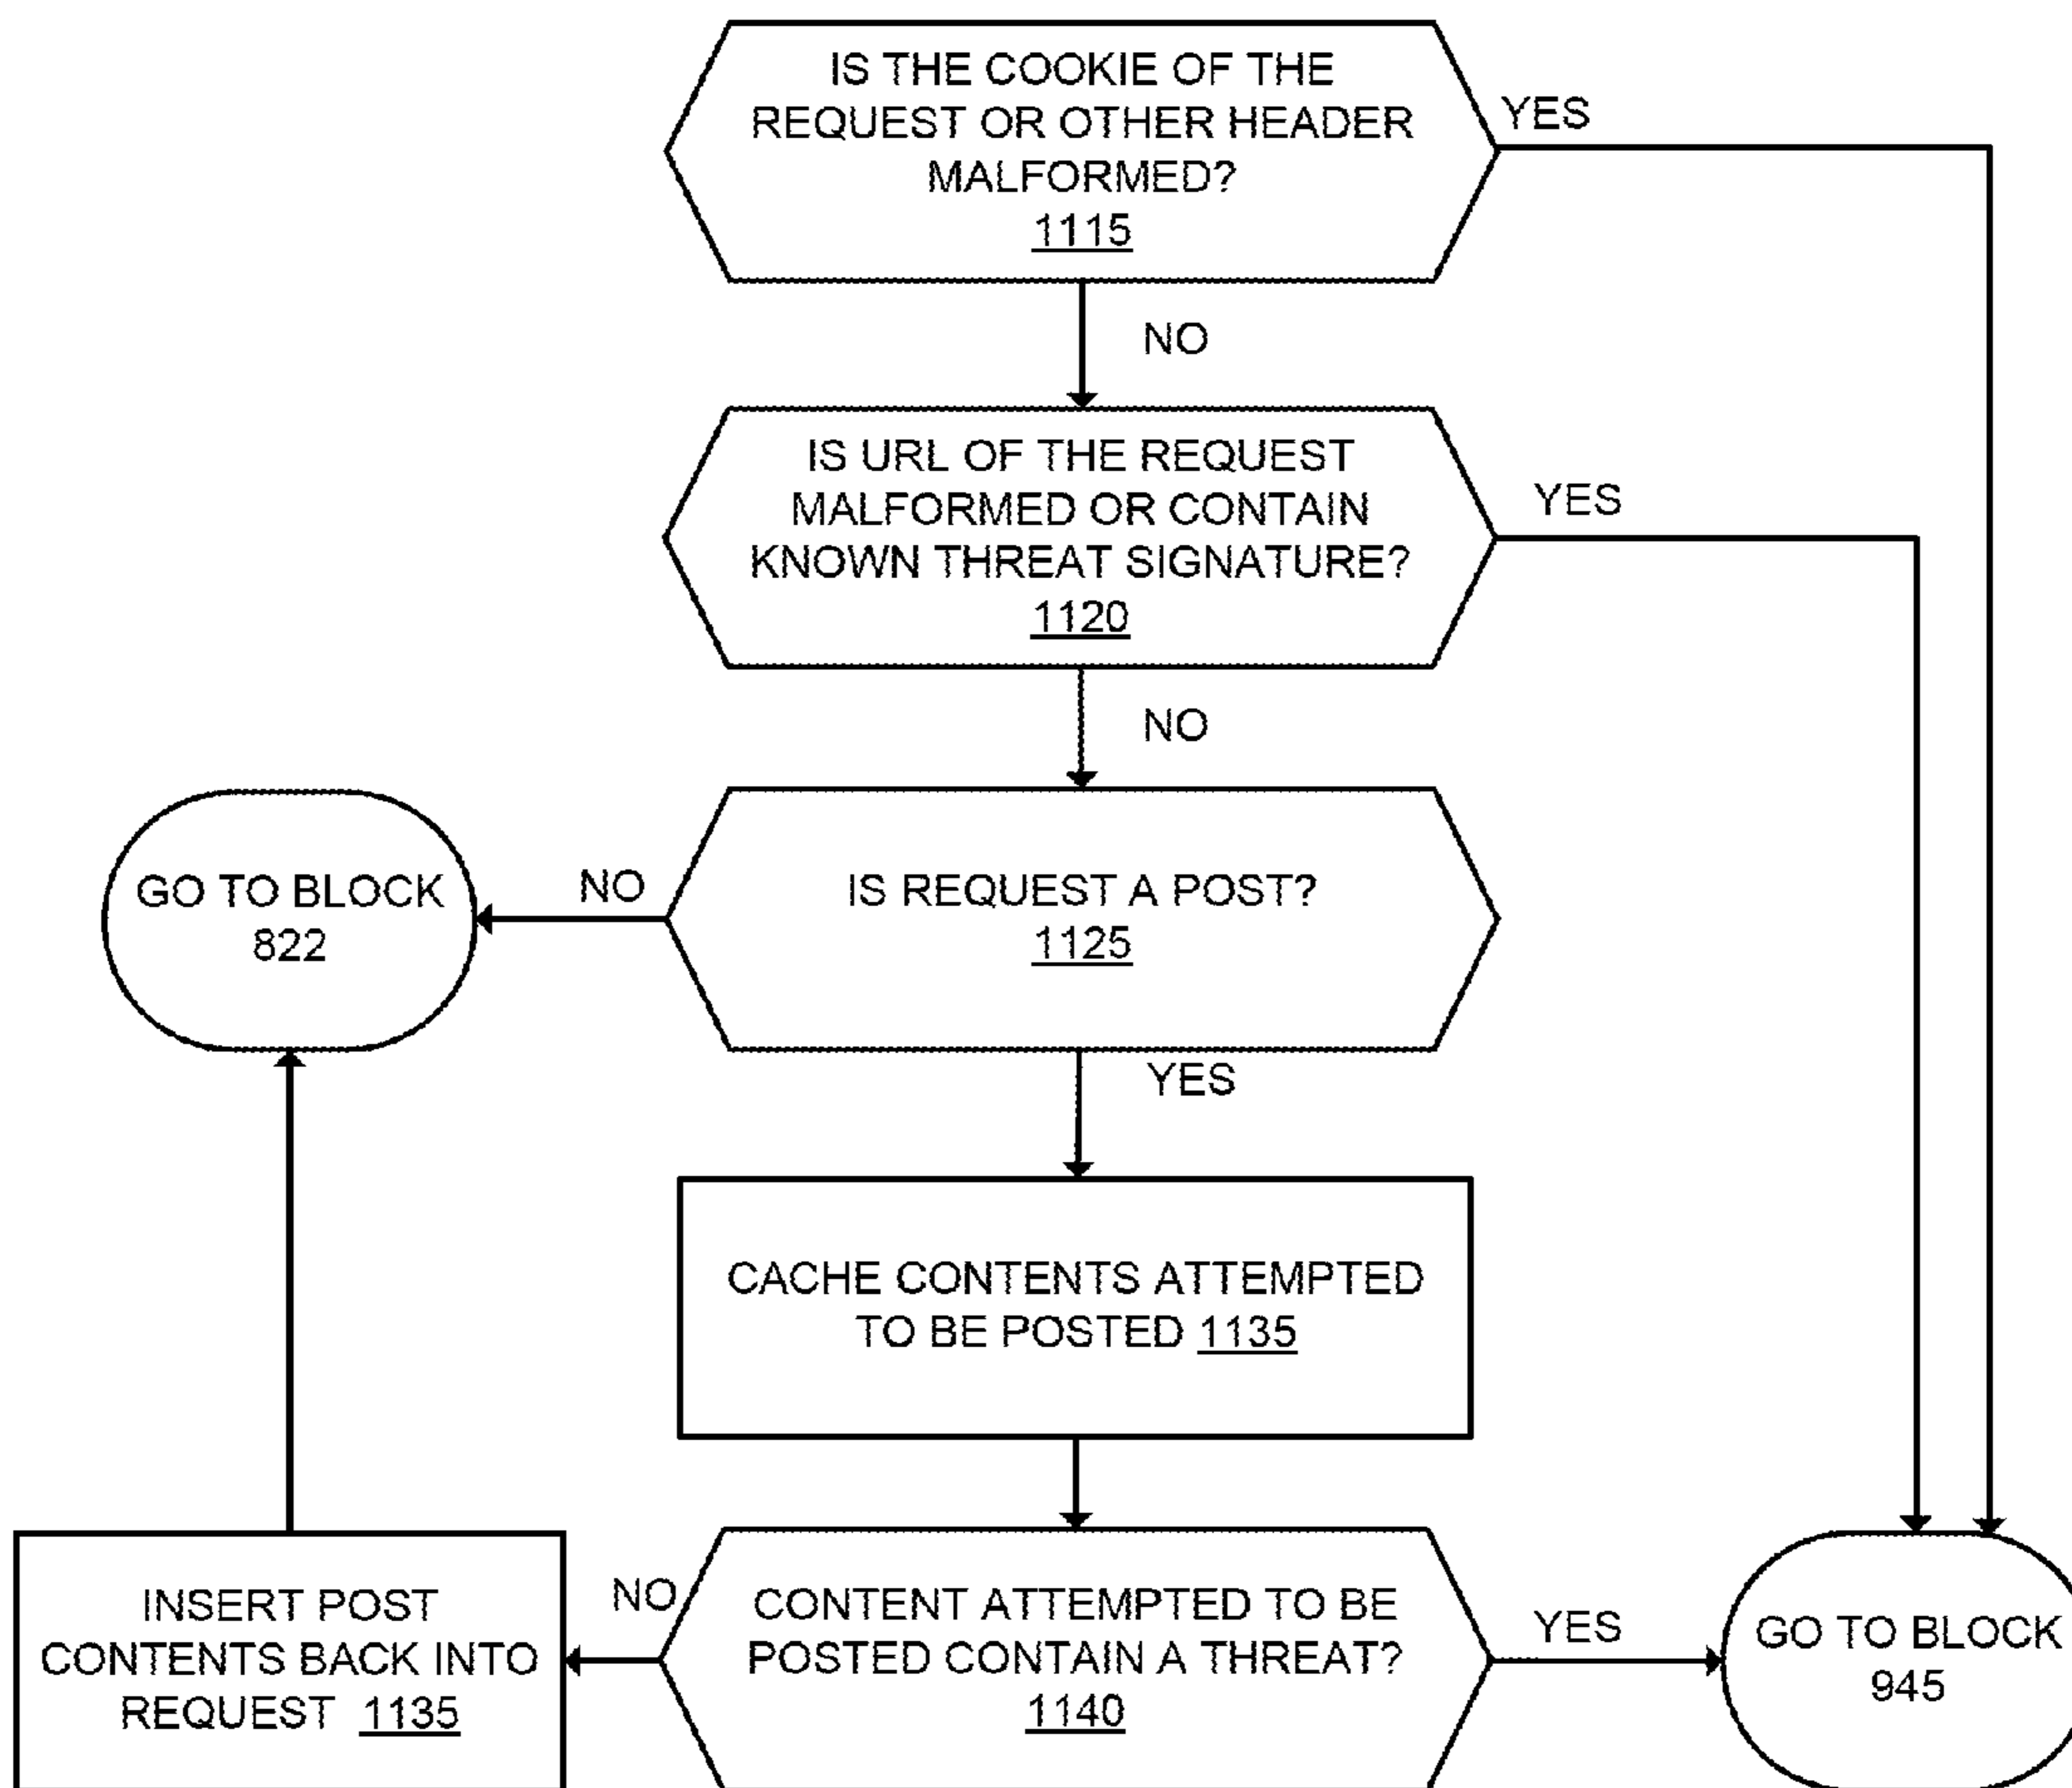 IS THE COOKIE OF THE
REQUEST OR OTHER HEADER
MALFORMED?
1115
YES
NO
IS URL OF THE REQUEST
MALFORMED OR CONTAIN
KNOWN THREAT SIGNATURE?
1120
YES
NO
GO TO BLOCK
822
NO
IS REQUEST A POST?
1125
YES
CACHE CONTENTS ATTEMPTED
TO BE POSTED 1135
INSERT POST
CONTENTS BACK INTO
REQUEST 1135
NO
CONTENT ATTEMPTED TO BE
POSTED CONTAIN A THREAT?
1140
YES
GO TO BLOCK
945